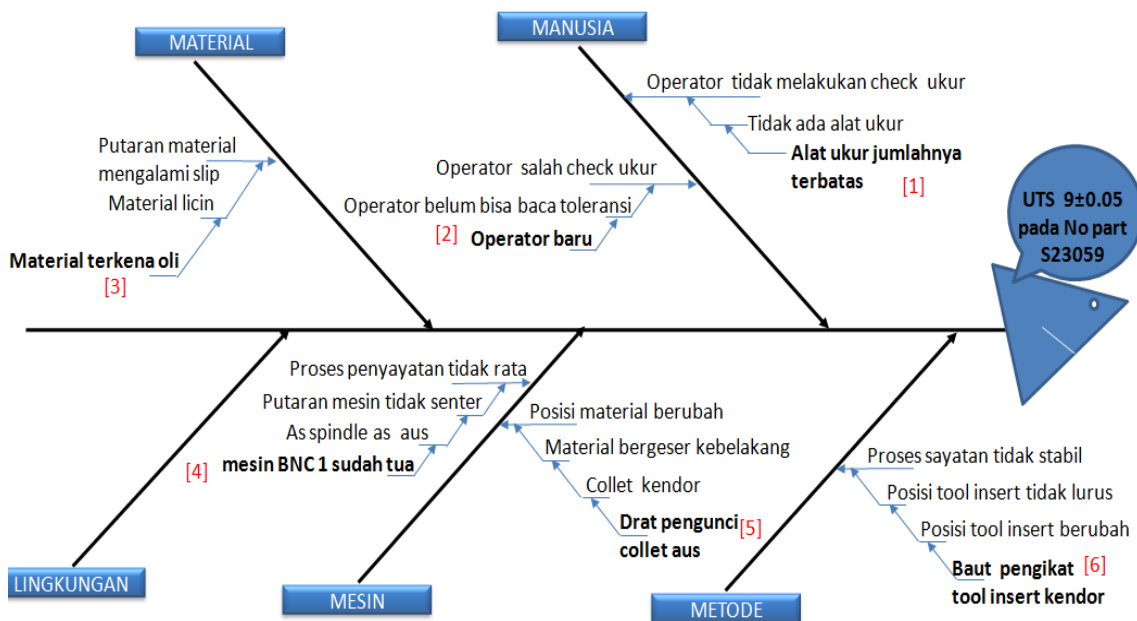 MATERIAL
MANUSIA
Operator tidak melakukan check ukur
Tidak ada alat ukur
Alat ukur jumlahnya
terbatas
[1]
Putaran material
mengalami slip
Material licin
Material terkena oli
[3]
Operator salah check ukur
Operator belum bisa baca toleransi
[2]
Operator baru
UTS 9±0.05
pada No part
S23059
Proses penyayatan tidak rata
Putaran mesin tidak senter
As spindle as aus
[4]
mesin BNC 1 sudah tua
Posisi material berubah
Material bergeser kebelakang
Collet kendor
Drat pengunci
collet aus
[5]
Proses sayatan tidak stabil
Posisi tool insert tidak lurus
Posisi tool insert berubah
Baut pengikat
tool insert kendor
[6]
LINGKUNGAN
MESIN
METODE